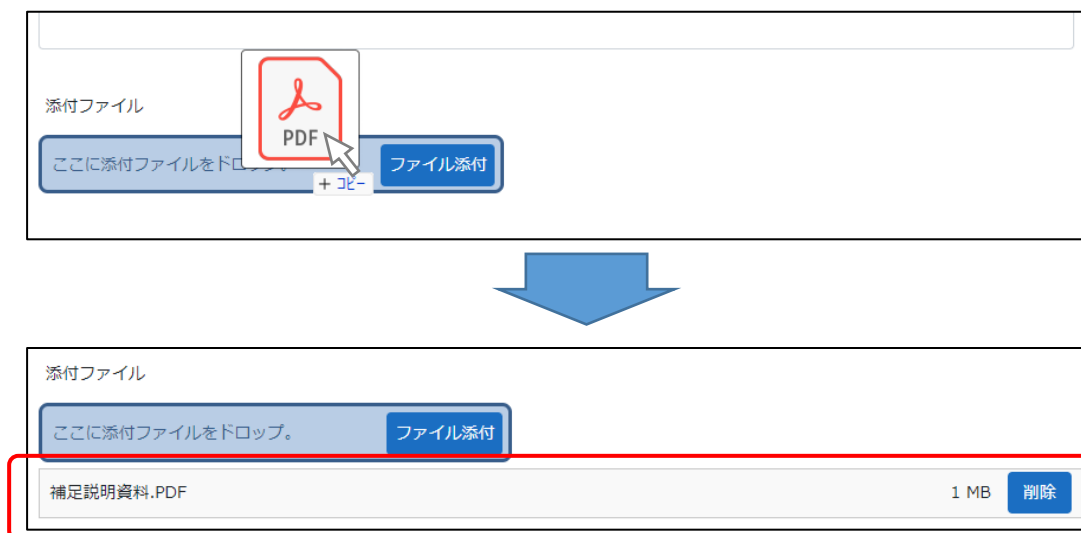 添付ファイル
PDF
ここに添付ファイルをドロップ。
ファイル添付
+ コピー
添付ファイル
ここに添付ファイルをドロップ。
ファイル添付
補足説明資料.PDF
1 MB
削除